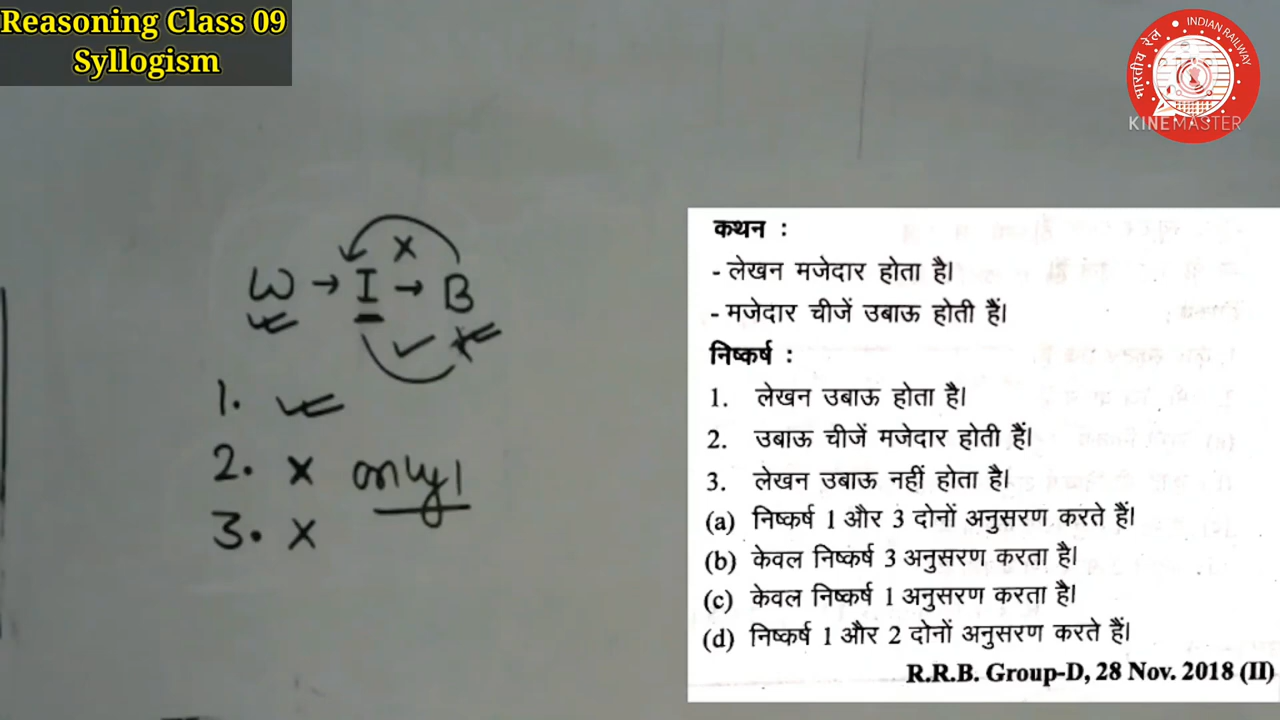 Reasoning Class 09
Syllogism
भारतीय रेल
INDIAN RAILWAY
KINEMASTER
W → I → B
×
✓
1. ✓
2. × only 1
3. ×
कथन :
- लेखन मजेदार होता है।
- मजेदार चीजें उबाऊ होती हैं।
निष्कर्ष :
1. लेखन उबाऊ होता है।
2. उबाऊ चीजें मजेदार होती हैं।
3. लेखन उबाऊ नहीं होता है।
(a) निष्कर्ष 1 और 3 दोनों अनुसरण करते हैं।
(b) केवल निष्कर्ष 3 अनुसरण करता है।
(c) केवल निष्कर्ष 1 अनुसरण करता है।
(d) निष्कर्ष 1 और 2 दोनों अनुसरण करते हैं।
R.R.B. Group-D, 28 Nov. 2018 (II)